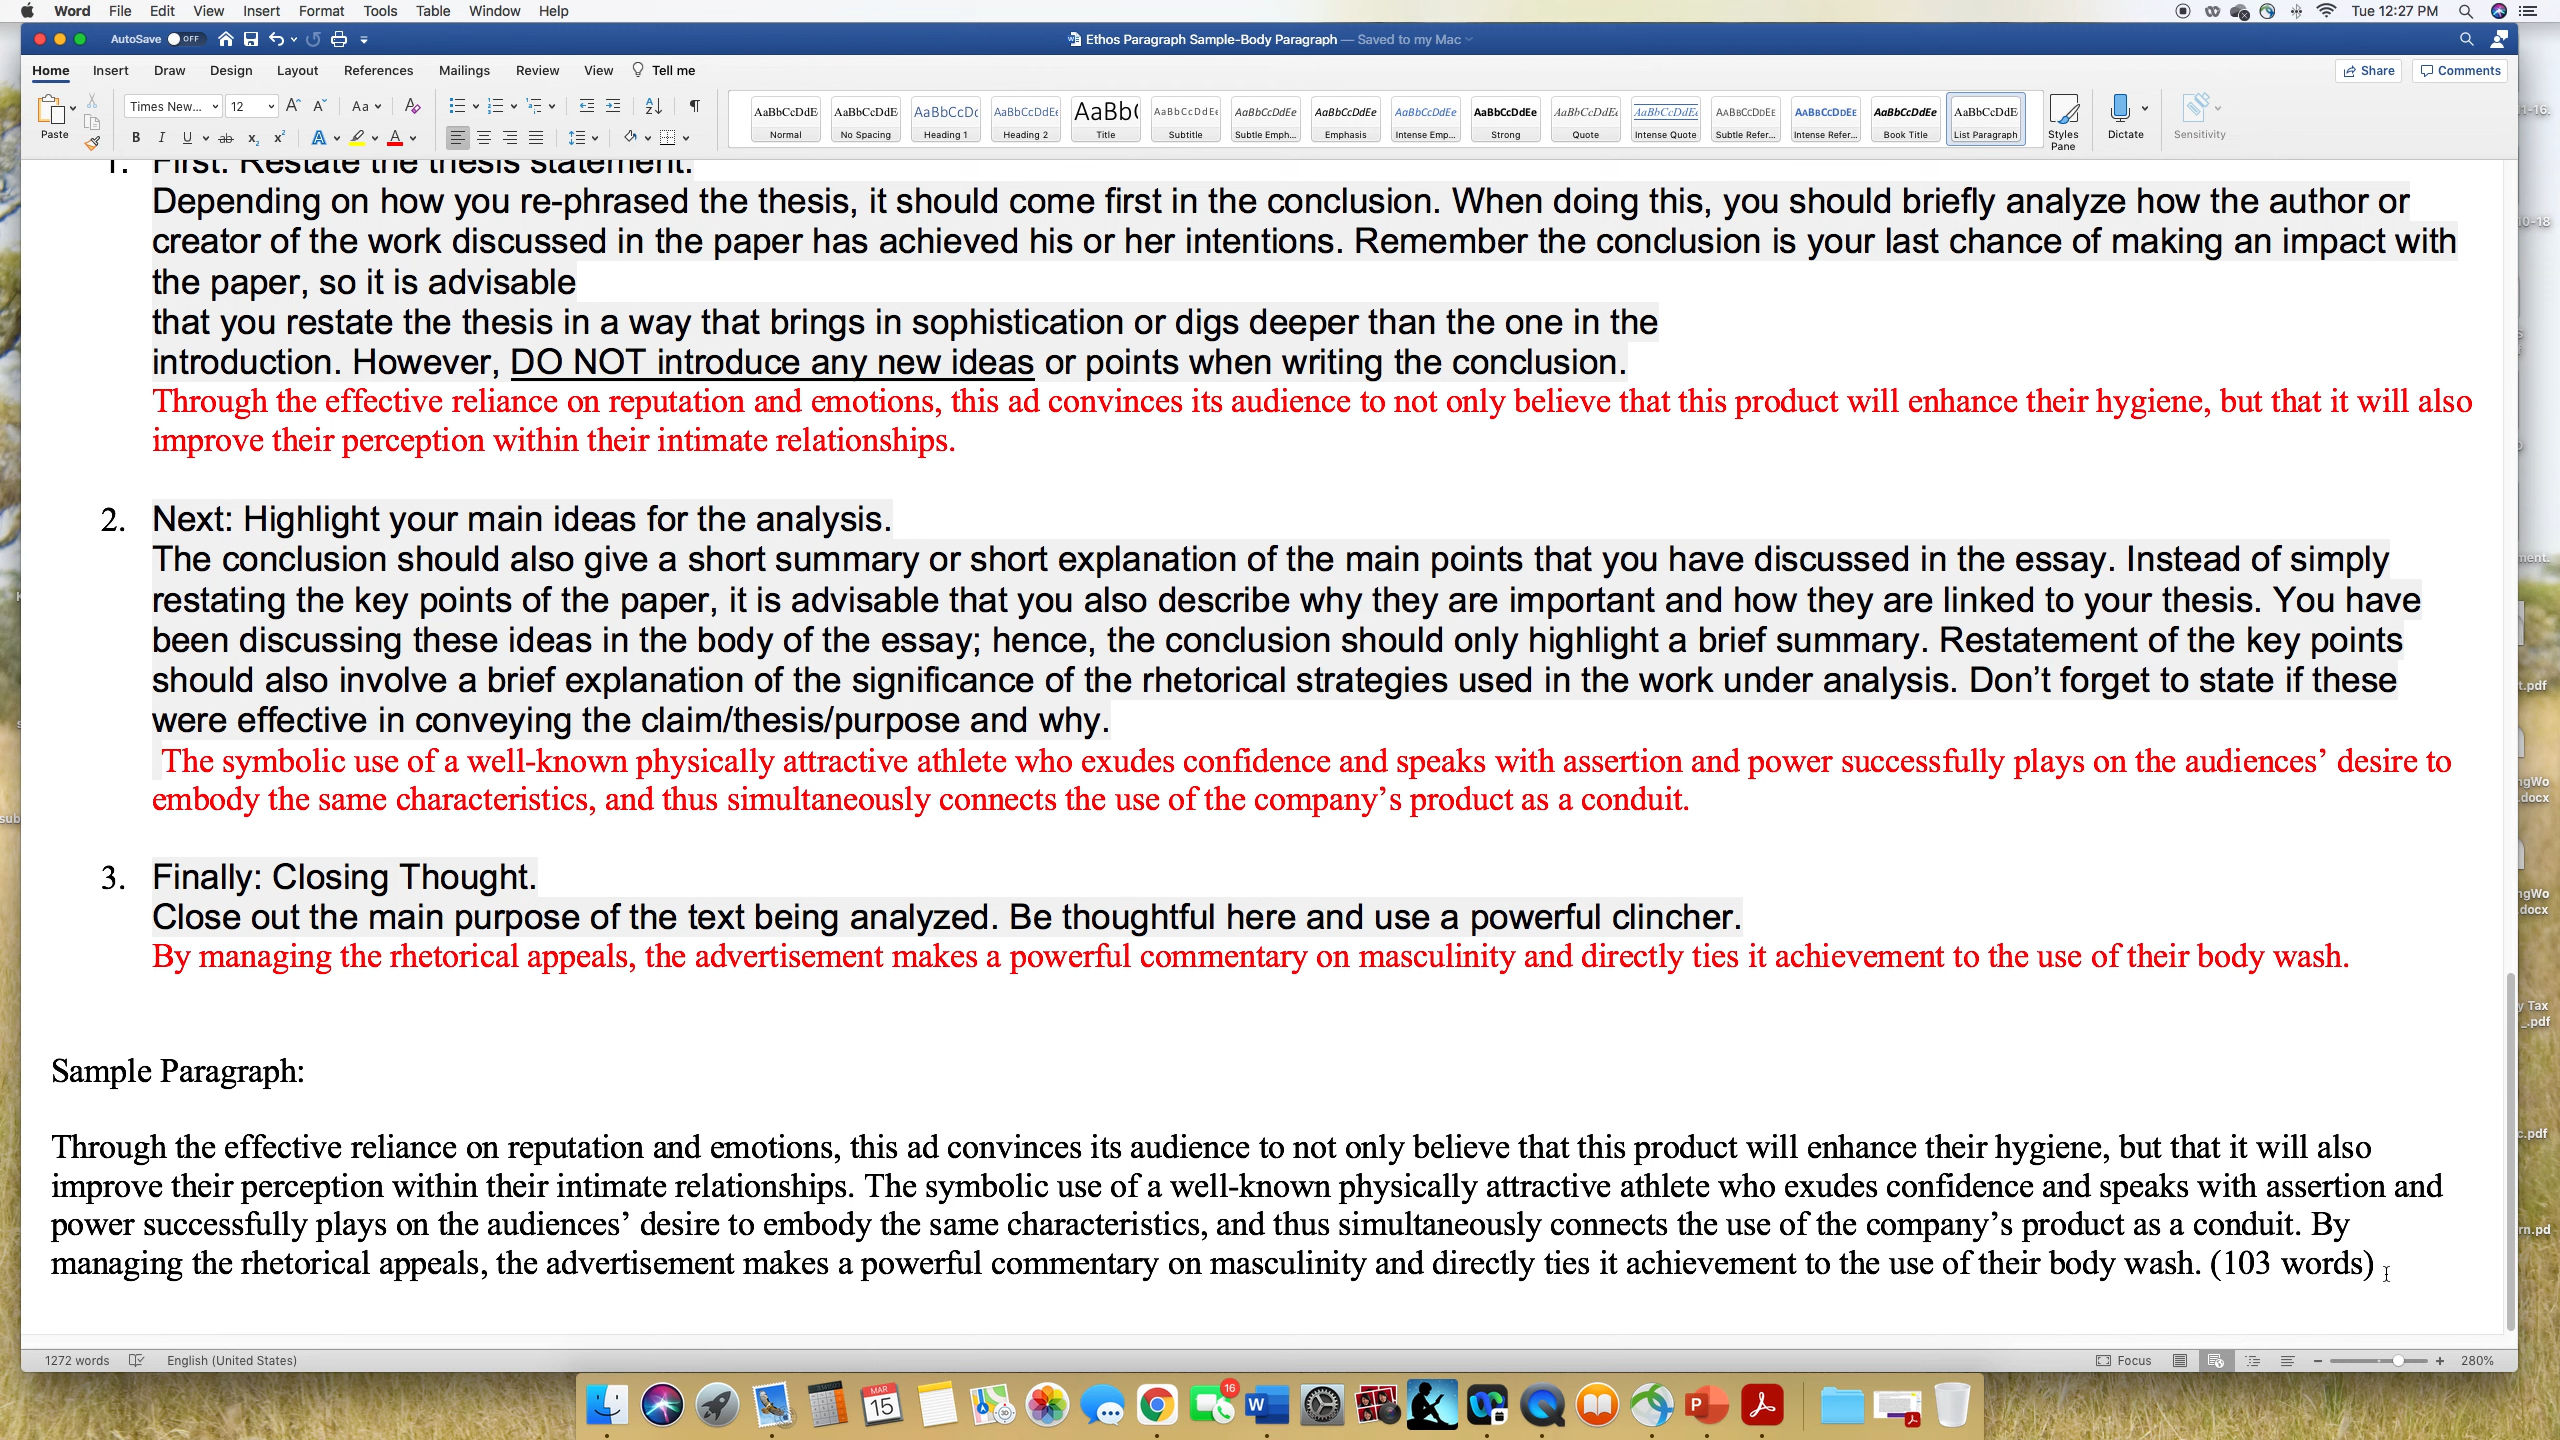 Word File Edit View Insert Format Tools Table Window Help Tue 12:27 PM
AutoSave OFF Ethos Paragraph Sample-Body Paragraph — Saved to my Mac
Home Insert Draw Design Layout References Mailings Review View Tell me Share Comments
Paste Times New... 12 Aa
AaBbCcDdE Normal AaBbCcDdE No Spacing AaBbCcDc Heading 1 AaBbCcDdEe Heading 2 AaBb( Title AaBbCcDdEe Subtitle AaBbCcDdEe Subtle Emph... AaBbCcDdEe Emphasis AaBbCcDdEe Intense Emp... AaBbCcDdEe Strong AaBbCcDdEe Quote AaBbCcDdEe Intense Quote AaBbCcDdEe Subtle Refer... AaBbCcDdEe Intense Refer... AaBbCcDdEe Book Title AaBbCcDdE List Paragraph Styles Pane Dictate Sensitivity
1. First: Restate the thesis statement.
Depending on how you re-phrased the thesis, it should come first in the conclusion. When doing this, you should briefly analyze how the author or
creator of the work discussed in the paper has achieved his or her intentions. Remember the conclusion is your last chance of making an impact with
the paper, so it is advisable
that you restate the thesis in a way that brings in sophistication or digs deeper than the one in the
introduction. However, DO NOT introduce any new ideas or points when writing the conclusion.
Through the effective reliance on reputation and emotions, this ad convinces its audience to not only believe that this product will enhance their hygiene, but that it will also
improve their perception within their intimate relationships.
2. Next: Highlight your main ideas for the analysis.
The conclusion should also give a short summary or short explanation of the main points that you have discussed in the essay. Instead of simply
restating the key points of the paper, it is advisable that you also describe why they are important and how they are linked to your thesis. You have
been discussing these ideas in the body of the essay; hence, the conclusion should only highlight a brief summary. Restatement of the key points
should also involve a brief explanation of the significance of the rhetorical strategies used in the work under analysis. Don’t forget to state if these
were effective in conveying the claim/thesis/purpose and why.
The symbolic use of a well-known physically attractive athlete who exudes confidence and speaks with assertion and power successfully plays on the audiences’ desire to
embody the same characteristics, and thus simultaneously connects the use of the company’s product as a conduit.
3. Finally: Closing Thought.
Close out the main purpose of the text being analyzed. Be thoughtful here and use a powerful clincher.
By managing the rhetorical appeals, the advertisement makes a powerful commentary on masculinity and directly ties it achievement to the use of their body wash.
Sample Paragraph:
Through the effective reliance on reputation and emotions, this ad convinces its audience to not only believe that this product will enhance their hygiene, but that it will also
improve their perception within their intimate relationships. The symbolic use of a well-known physically attractive athlete who exudes confidence and speaks with assertion and
power successfully plays on the audiences’ desire to embody the same characteristics, and thus simultaneously connects the use of the company’s product as a conduit. By
managing the rhetorical appeals, the advertisement makes a powerful commentary on masculinity and directly ties it achievement to the use of their body wash. (103 words)
1272 words English (United States) Focus 280%
MAR 15 16